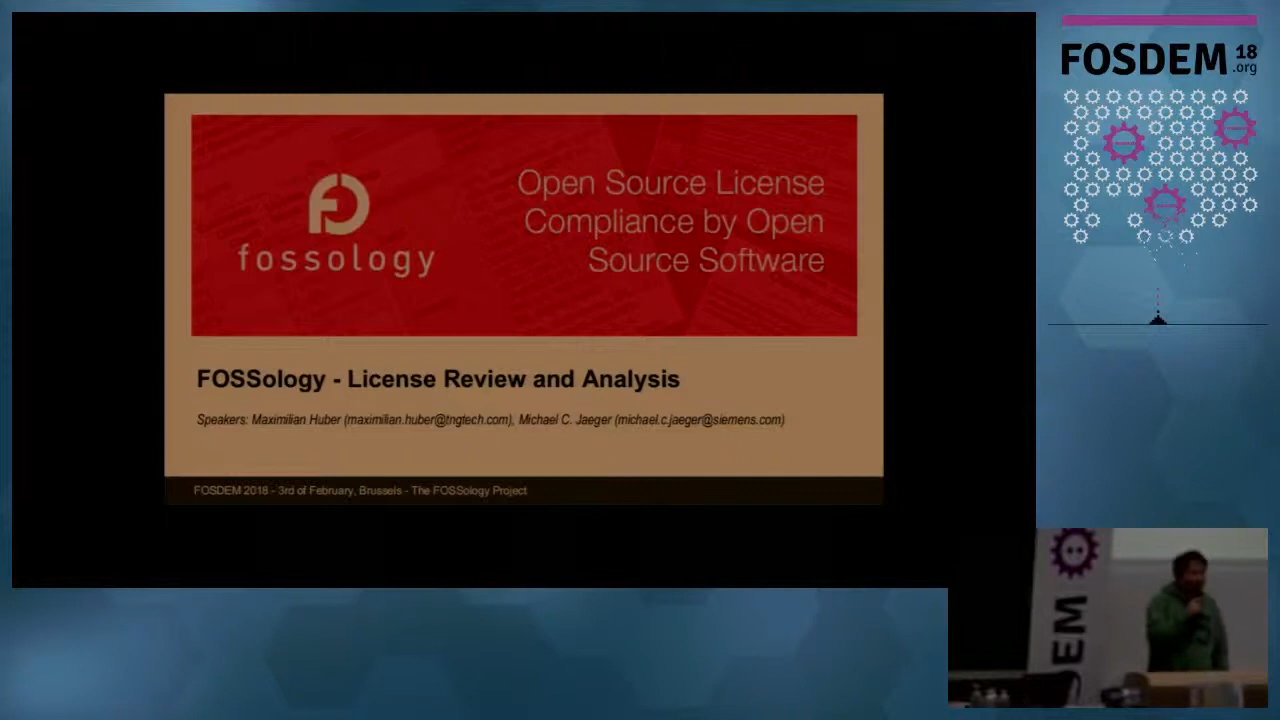 fossology
Open Source License
Compliance by Open
Source Software
FOSSology - License Review and Analysis
Speakers: Maximilian Huber (maximilian.huber@tngtech.com), Michael C. Jaeger (michael.c.jaeger@siemens.com)
FOSDEM 2018 - 3rd of February, Brussels - The FOSSology Project
FOSDEM 18
.org
DEM